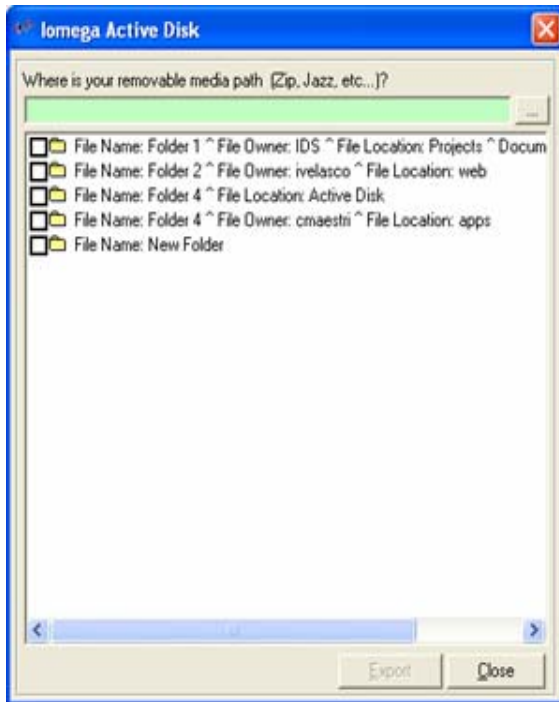 Iomega Active Disk
Where is your removable media path (Zip, Jazz, etc...)?
...
File Name: Folder 1 ^ File Owner: IDS ^ File Location: Projects ^ Docum
File Name: Folder 2 ^ File Owner: ivelasco ^ File Location: web
File Name: Folder 4 ^ File Location: Active Disk
File Name: Folder 4 ^ File Owner: cmaestri ^ File Location: apps
File Name: New Folder
Export Close